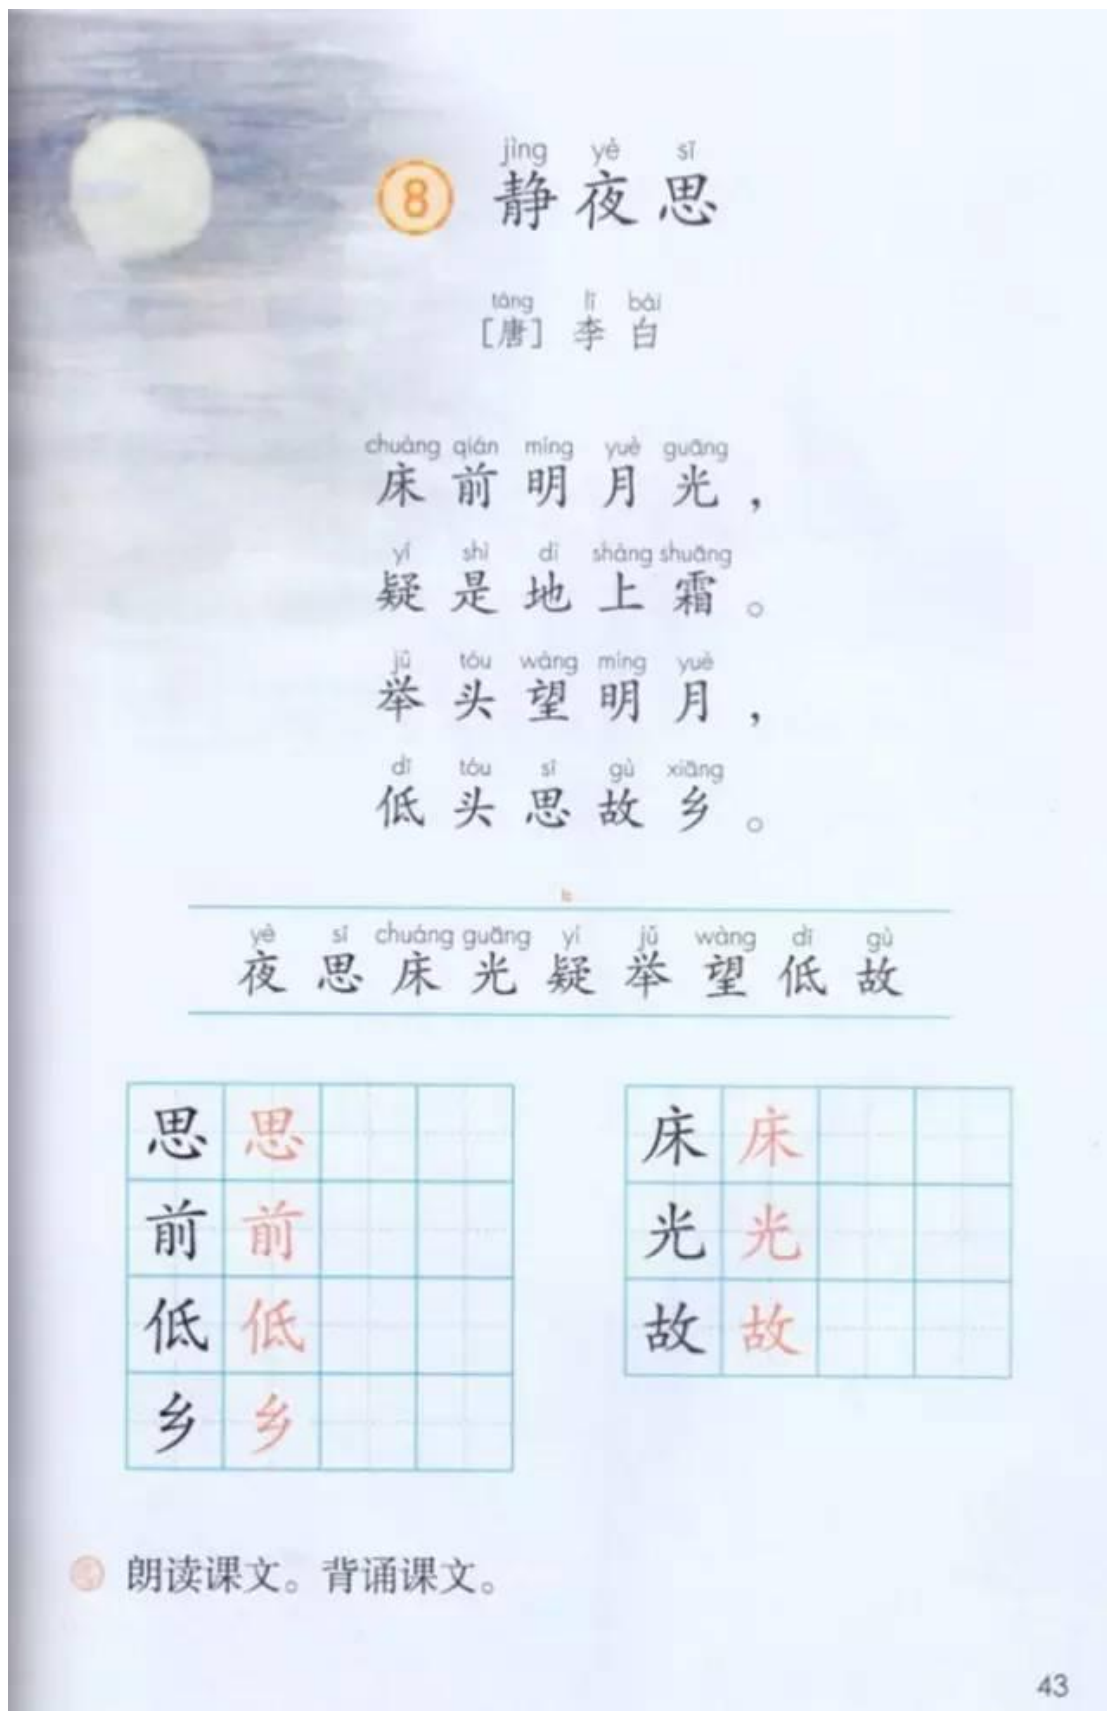 jìng yè sī
8 静夜思
táng lǐ bái
[唐] 李白
chuáng qián míng yuè guāng
床前明月光，
yí shì dì shàng shuāng
疑是地上霜。
jǔ tóu wàng míng yuè
举头望明月，
dī tóu sī gù xiāng
低头思故乡。
yè sī chuáng guāng yí jǔ wàng dī gù
夜思床光疑举望低故
思 思
前 前
低 低
乡 乡
床 床
光 光
故 故
朗读课文。背诵课文。
43